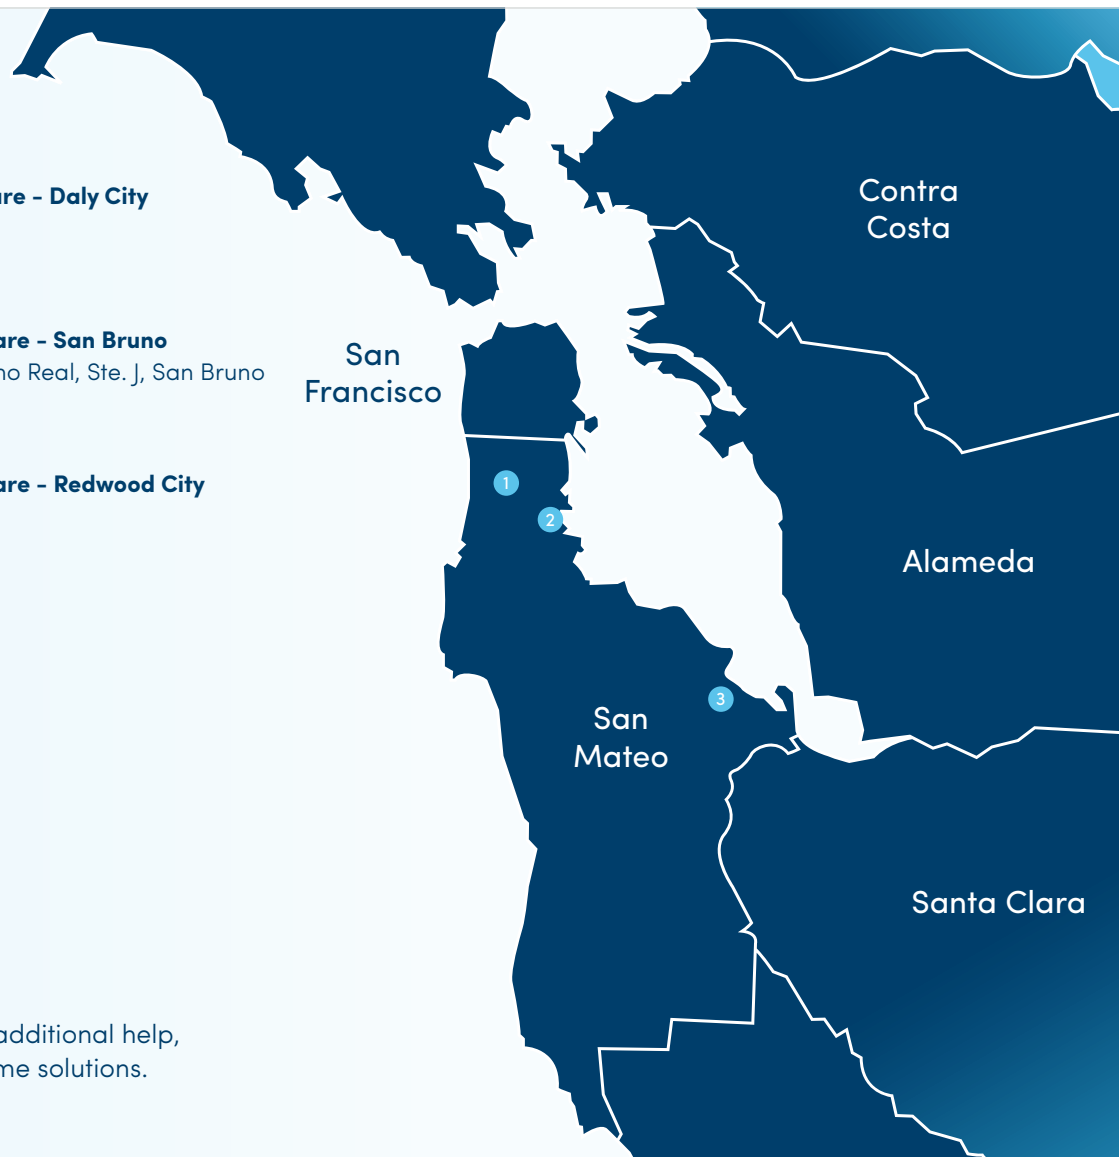 are - Daly City
are - San Bruno
no Real, Ste. J, San Bruno
are - Redwood City
additional help,
me solutions.
San
Francisco
Contra
Costa
1
2
Alameda
3
San
Mateo
Santa Clara